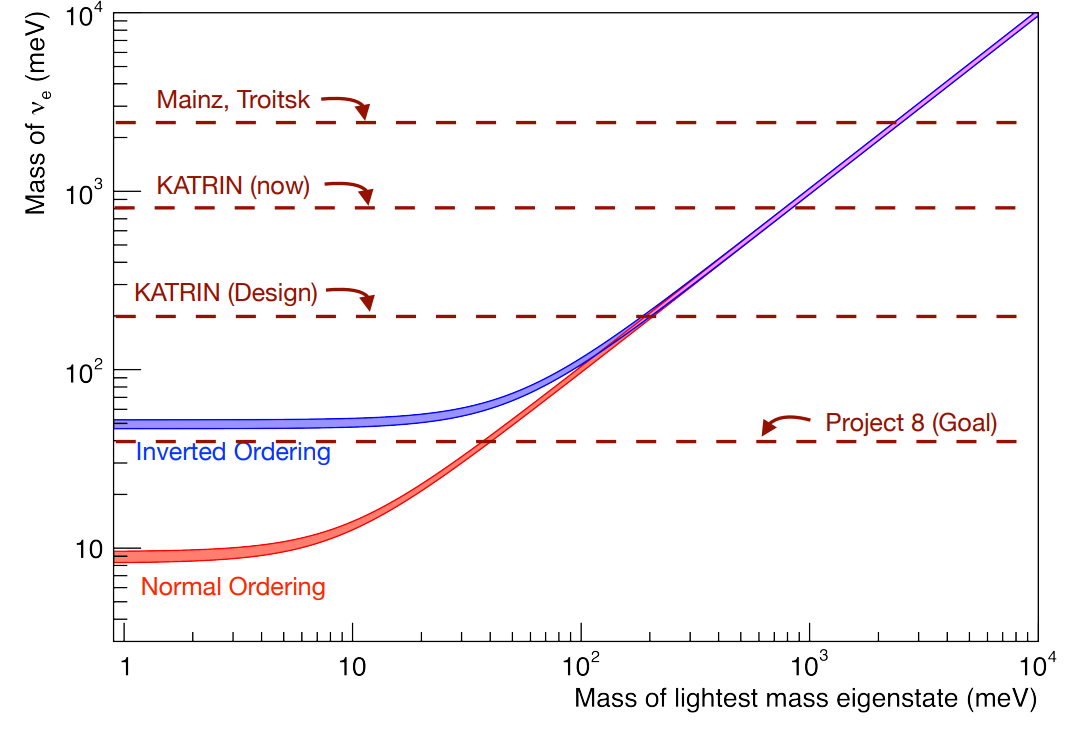 10⁴
Mass of νₑ (meV)
Mainz, Troitsk
10³
KATRIN (now)
KATRIN (Design)
10²
Project 8 (Goal)
Inverted Ordering
10
Normal Ordering
1 10 10² 10³ 10⁴
Mass of lightest mass eigenstate (meV)